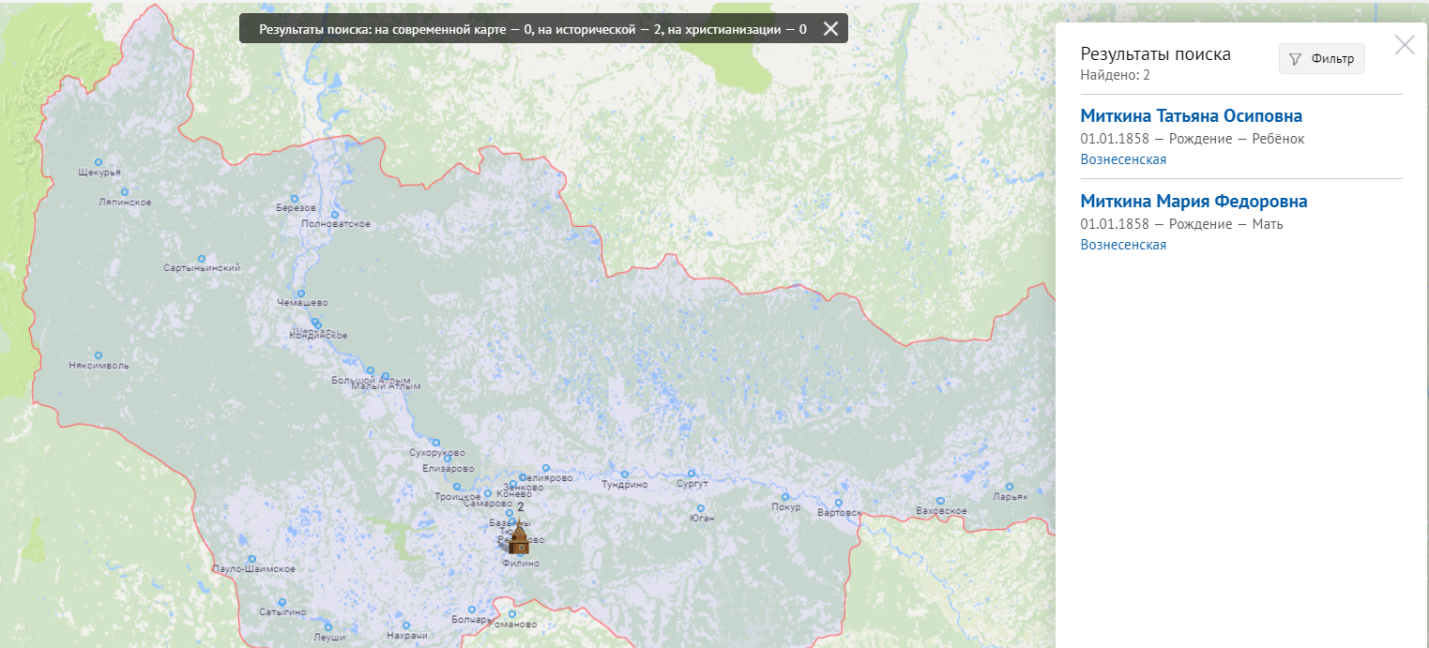 Результаты поиска: на современной карте — 0, на исторической — 2, на христианизации — 0
Результаты поиска
Фильтр
Найдено: 2
Миткина Татьяна Осиповна
01.01.1858 — Рождение — Ребёнок
Вознесенская
Миткина Мария Федоровна
01.01.1858 — Рождение — Мать
Вознесенская
Щекурья
Ляпинское
Березов
Полноватское
Сартыньинский
Чемашево
Кондинское
Няксимволь
Большой Атлым
Малый Атлым
Сухоруково
Елизарово
Селиярово
Зенково
Троицкое
Конево
Самарово
Тундрино
Сургут
2
Юган
Покур
Вартовск
Ваховское
Ларьяк
Филино
Сатыгино
Леуши
Нахрачи
Болчары
Романово